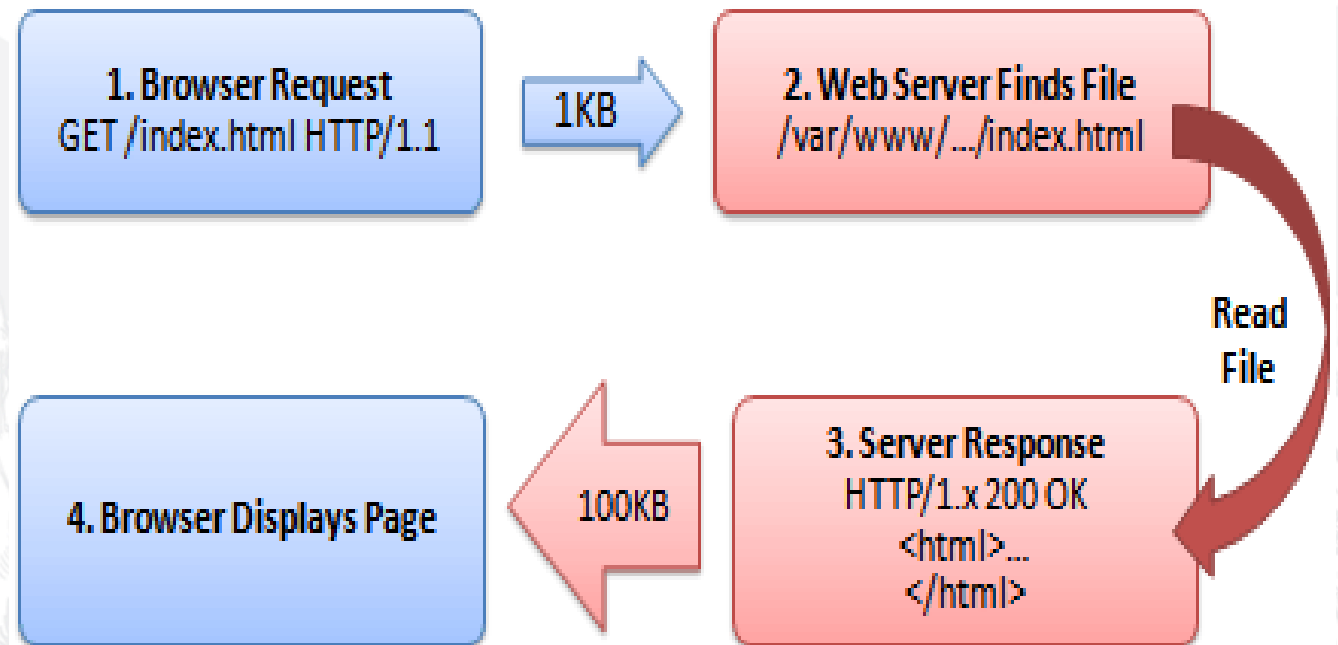 1. Browser Request
GET /index.html HTTP/1.1
1KB
2. Web Server Finds File
/var/www/.../index.html
Read
File
3. Server Response
HTTP/1.x 200 OK
<html>...
</html>
100KB
4. Browser Displays Page